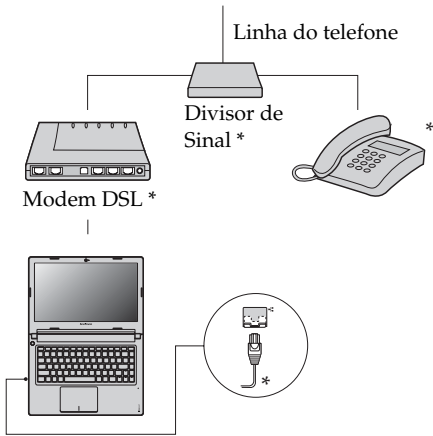 Linha do telefone
Divisor de
Sinal *
*
Modem DSL *
*